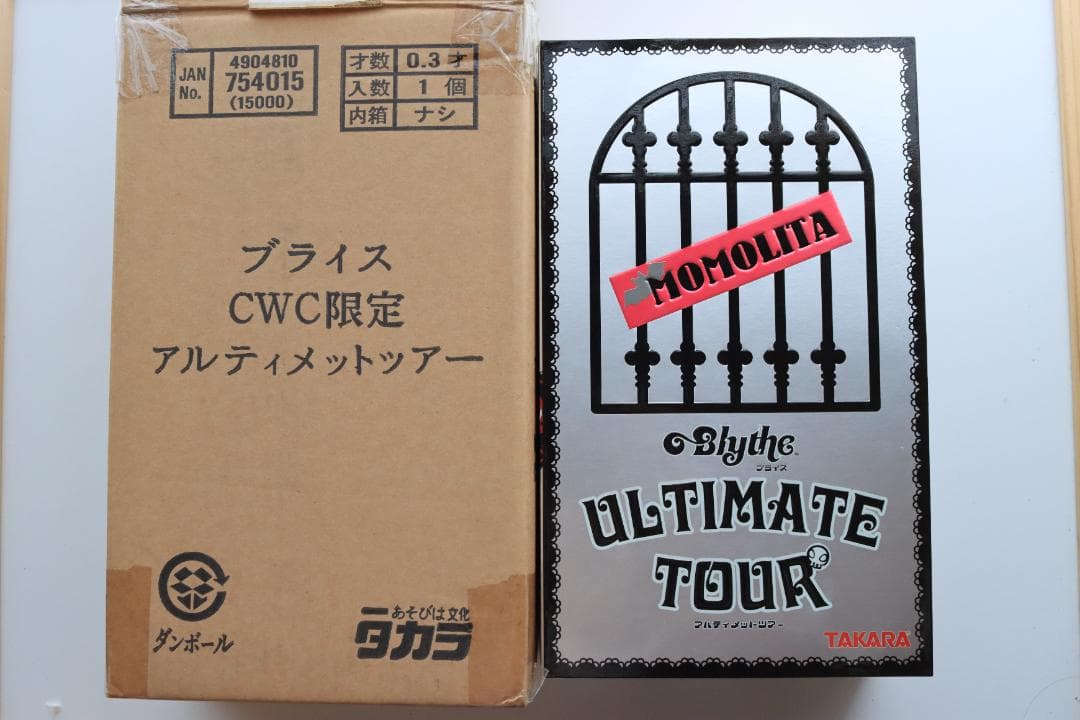 JAN No. 4904810
754015
(15000)
才数 0.3才
入数 1 個
内箱 ナシ
ブライス
CWC限定
アルティメットツアー
ダンボール
あそびは文化
タカラ
MOMOLITA
Blythe
ブライス
ULTIMATE
TOUR
アルティメットツアー
TAKARA